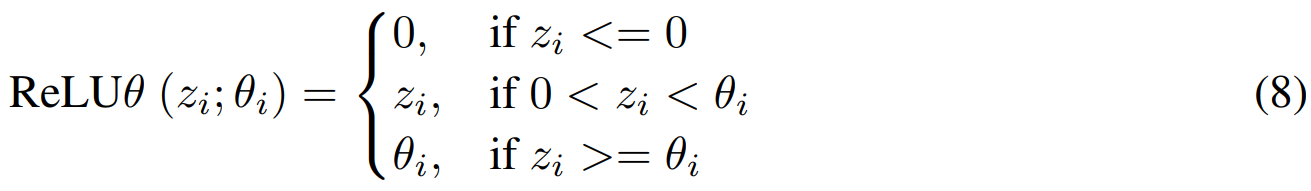 0, if z_i <= 0
ReLUθ (z_i; θ_i) = { z_i, if 0 < z_i < θ_i (8)
θ_i, if z_i >= θ_i